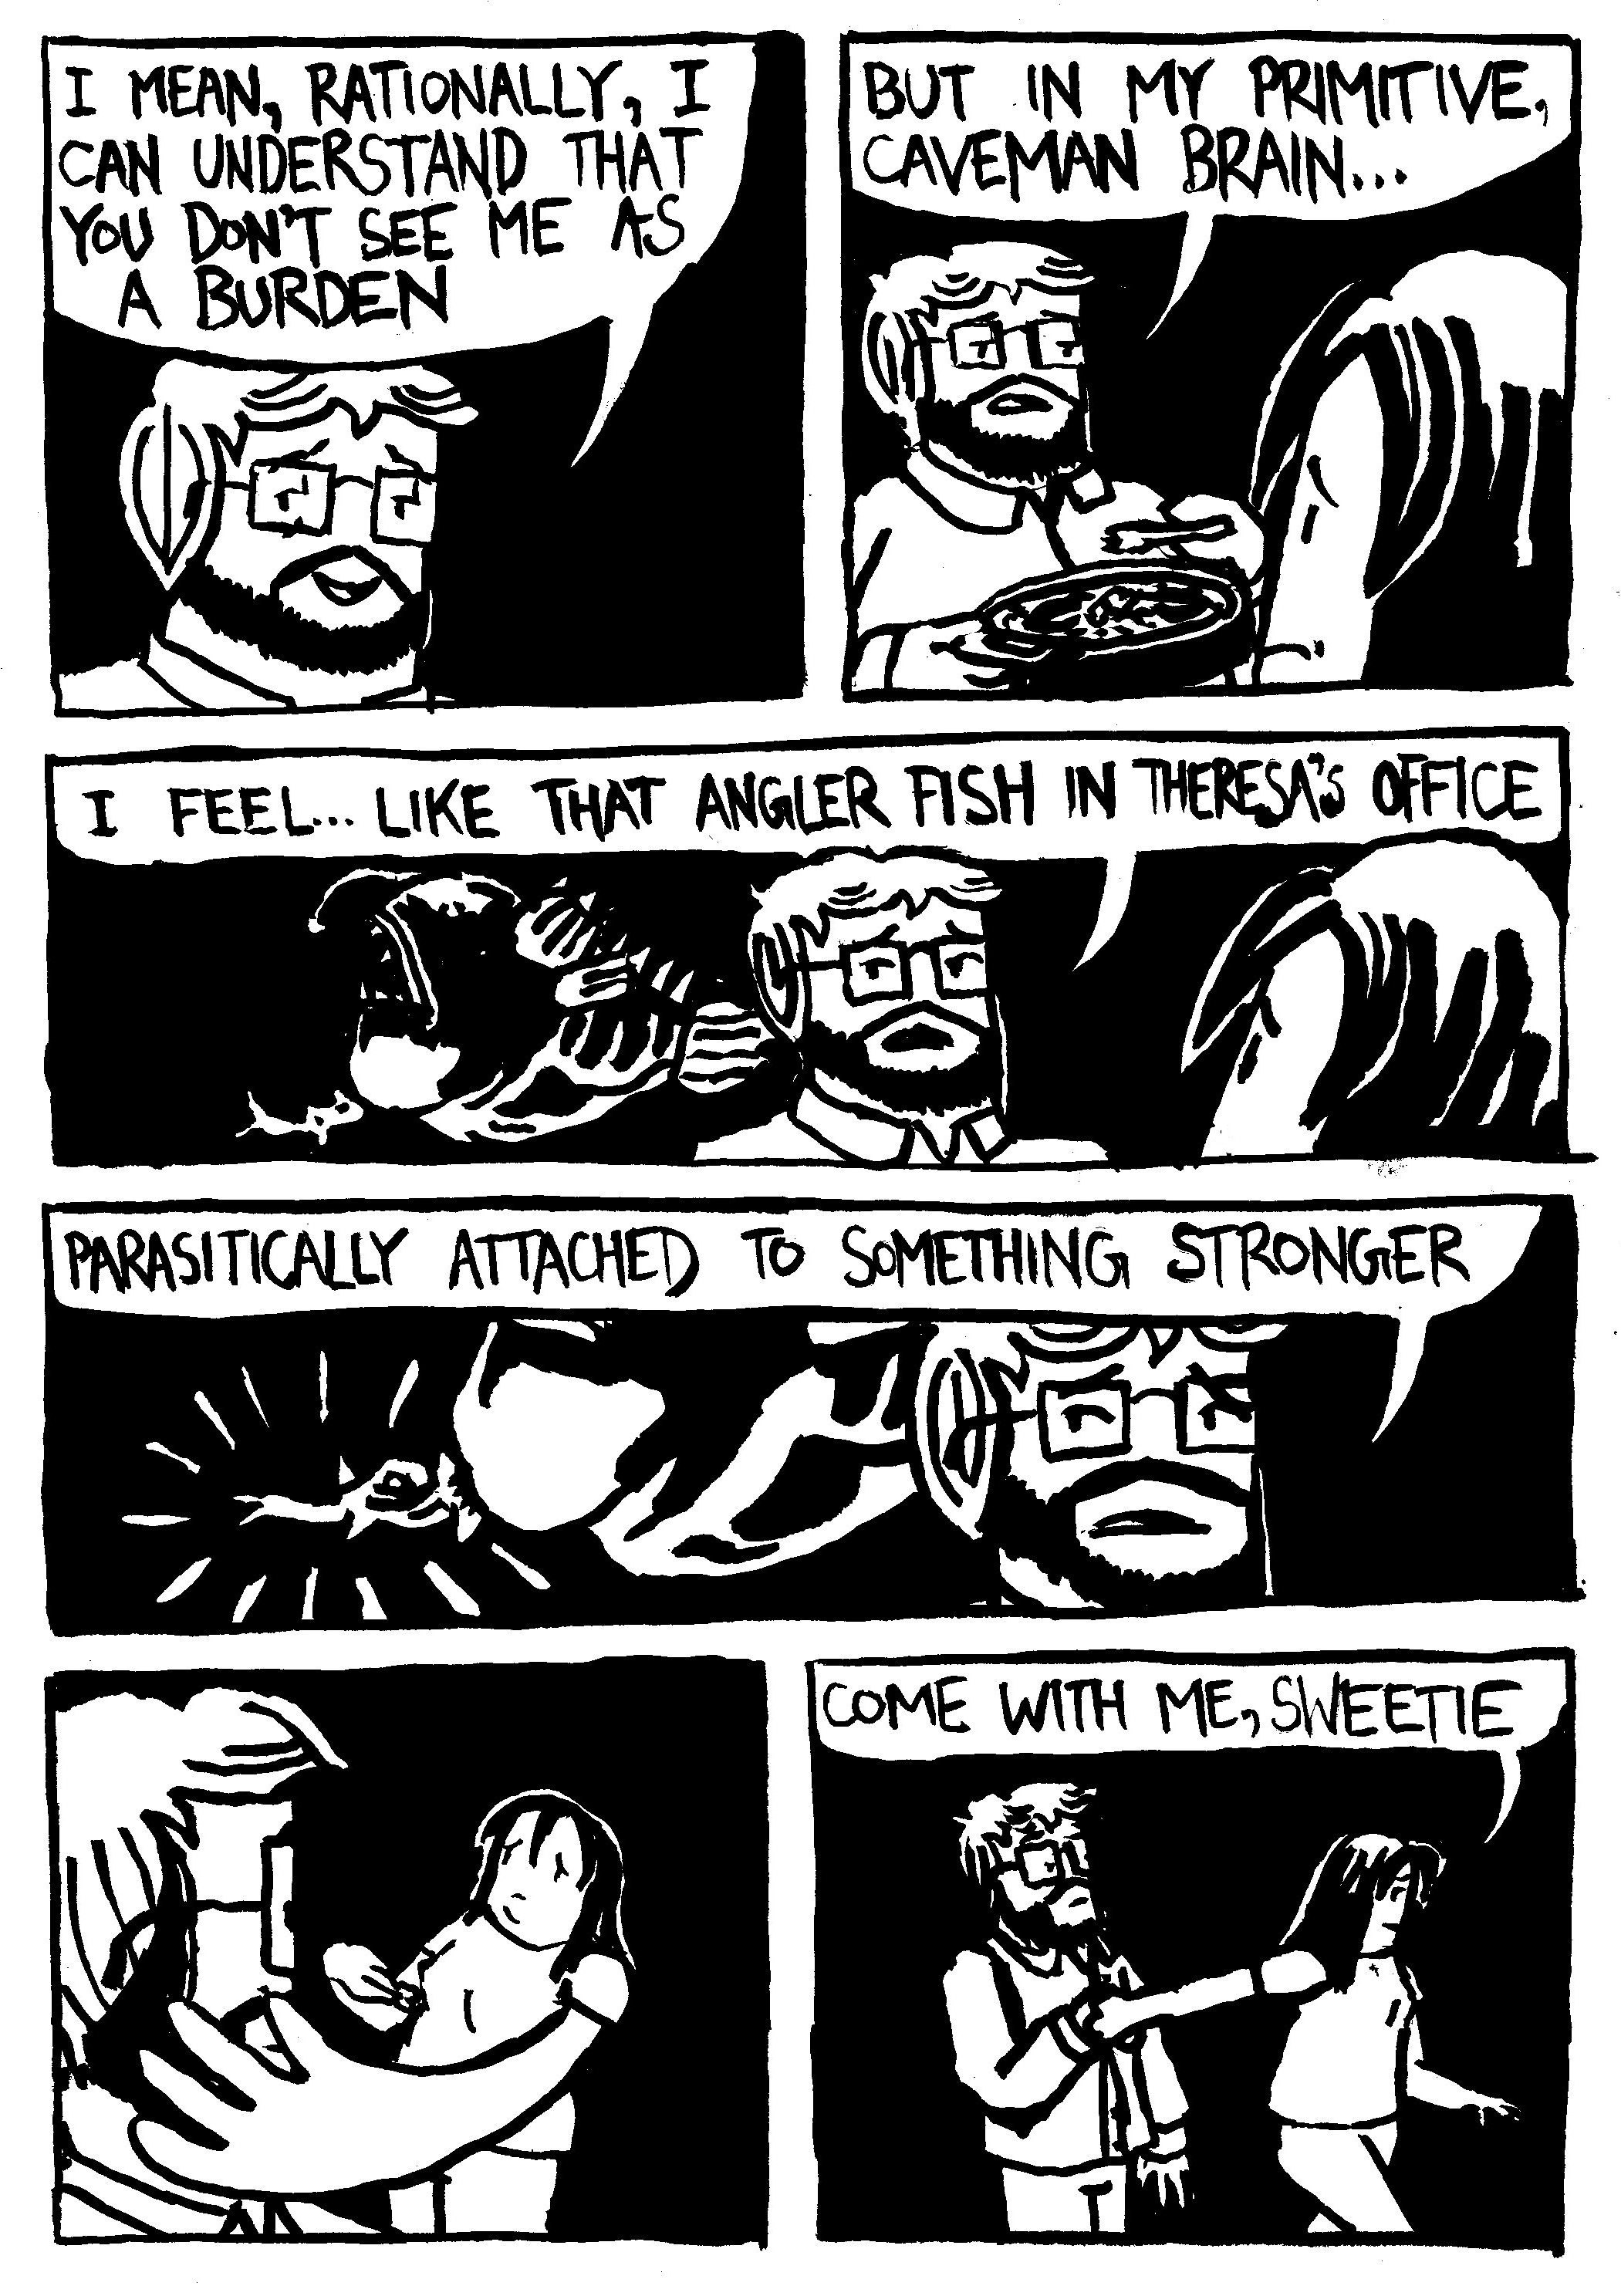 I MEAN, RATIONALLY, I
CAN UNDERSTAND THAT
YOU DON'T SEE ME AS
A BURDEN
BUT IN MY PRIMITIVE,
CAVEMAN BRAIN...
I FEEL... LIKE THAT ANGLER FISH IN THERESA'S OFFICE
PARASITICALLY ATTACHED TO SOMETHING STRONGER
COME WITH ME, SWEETIE